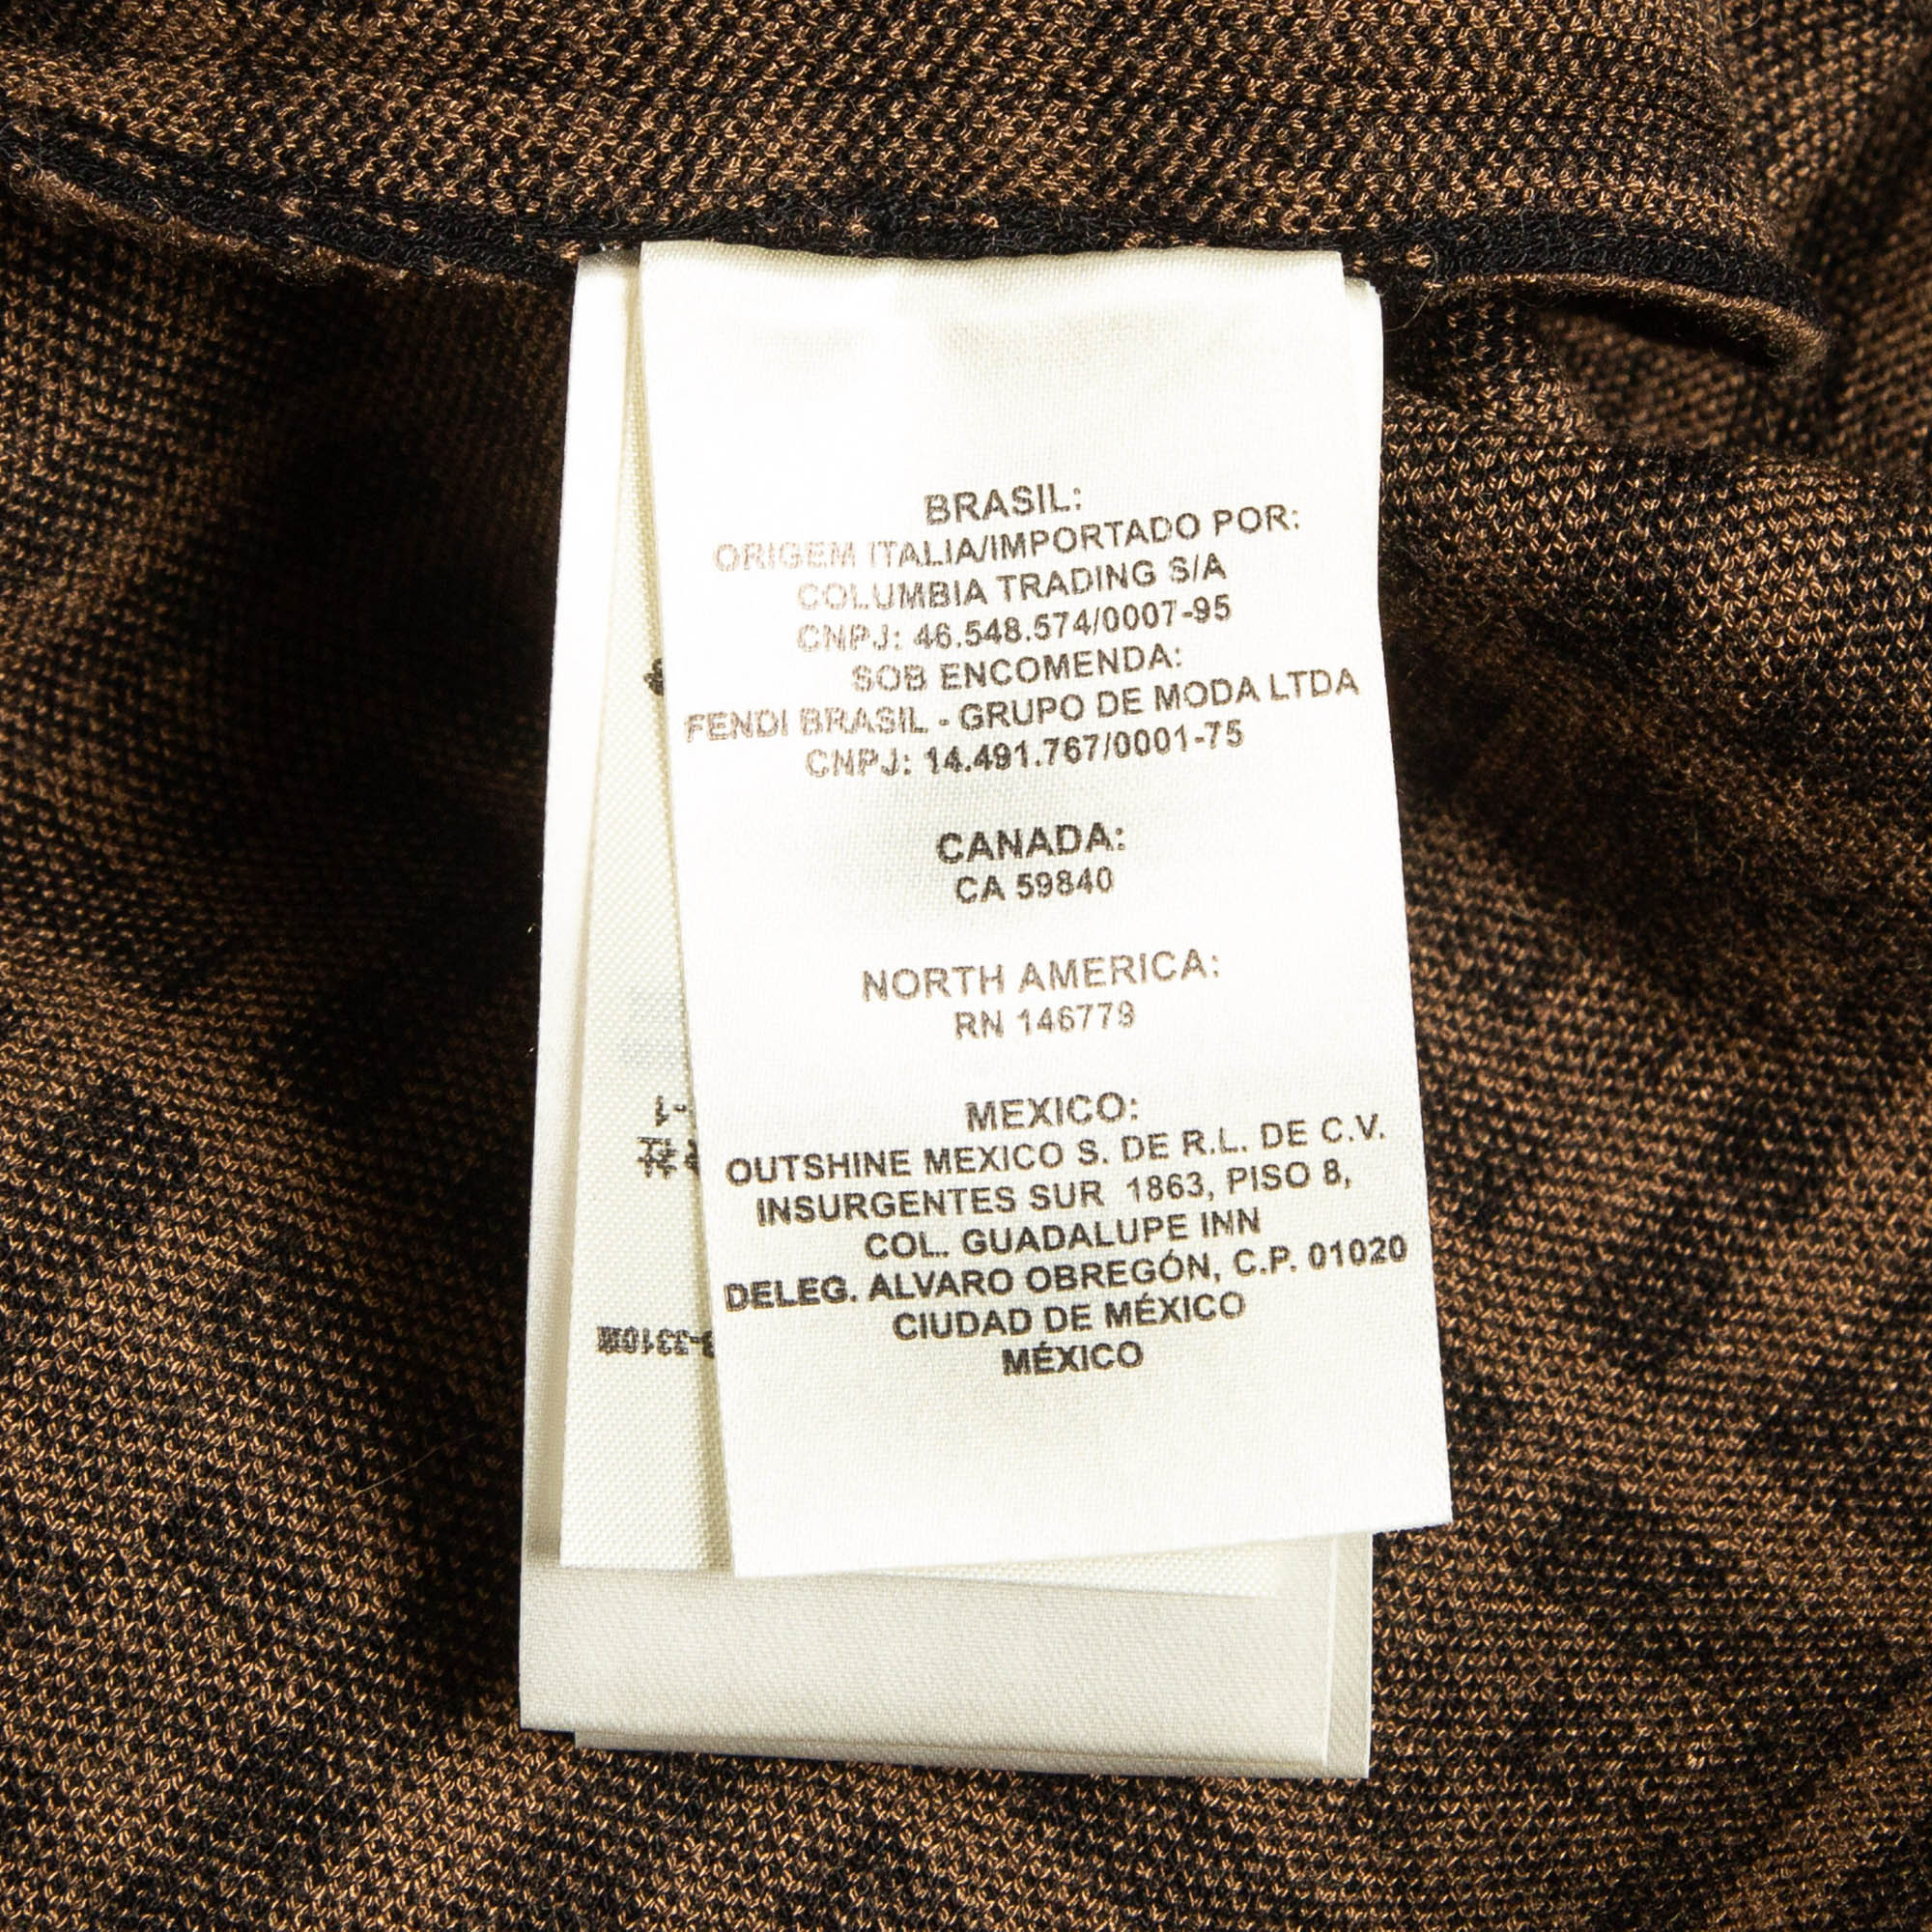 BRASIL:
ORIGEM ITALIA/IMPORTADO POR:
COLUMBIA TRADING S/A
CNPJ: 46.548.574/0007-95
SOB ENCOMENDA:
FENDI BRASIL - GRUPO DE MODA LTDA
CNPJ: 14.491.767/0001-75
CANADA:
CA 59840
NORTH AMERICA:
RN 146779
MEXICO:
OUTSHINE MEXICO S. DE R.L. DE C.V.
INSURGENTES SUR 1863, PISO 8,
COL. GUADALUPE INN
DELEG. ALVARO OBREGÓN, C.P. 01020
CIUDAD DE MÉXICO
MÉXICO